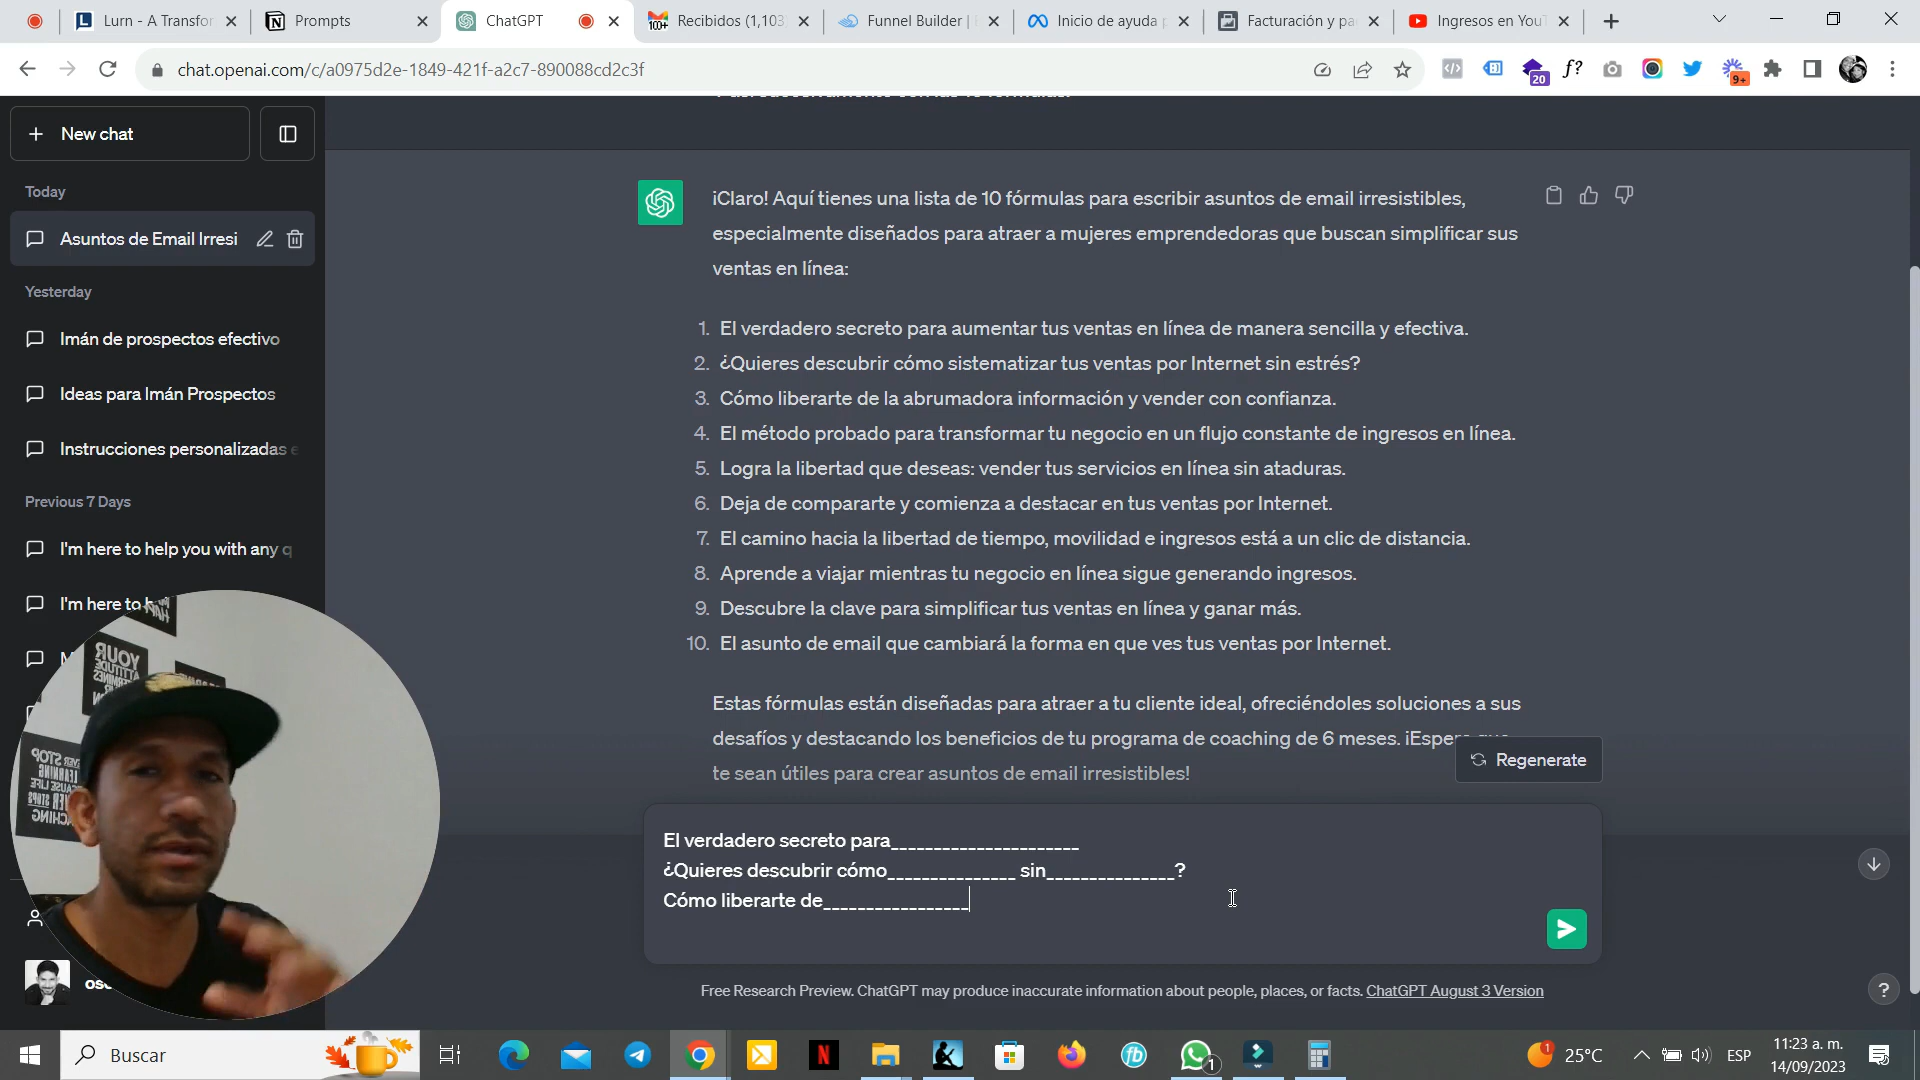 Lurn - A Transfor
Prompts
ChatGPT
Recibidos (1,103
Funnel Builder |
Inicio de ayuda
Facturación y pa
Ingresos en YouT
chat.openai.com/c/a0975d2e-1849-421f-a2c7-890088cd2c3f
20
f?
9+
New chat
Today
Asuntos de Email Irresi
Yesterday
Imán de prospectos efectivo
Ideas para Imán Prospectos
Instrucciones personalizadas e
Previous 7 Days
I'm here to help you with any q
I'm here to h
¡Claro! Aquí tienes una lista de 10 fórmulas para escribir asuntos de email irresistibles,
especialmente diseñados para atraer a mujeres emprendedoras que buscan simplificar sus
ventas en línea:
1. El verdadero secreto para aumentar tus ventas en línea de manera sencilla y efectiva.
2. ¿Quieres descubrir cómo sistematizar tus ventas por Internet sin estrés?
3. Cómo liberarte de la abrumadora información y vender con confianza.
4. El método probado para transformar tu negocio en un flujo constante de ingresos en línea.
5. Logra la libertad que deseas: vender tus servicios en línea sin ataduras.
6. Deja de compararte y comienza a destacar en tus ventas por Internet.
7. El camino hacia la libertad de tiempo, movilidad e ingresos está a un clic de distancia.
8. Aprende a viajar mientras tu negocio en línea sigue generando ingresos.
9. Descubre la clave para simplificar tus ventas en línea y ganar más.
10. El asunto de email que cambiará la forma en que ves tus ventas por Internet.
Estas fórmulas están diseñadas para atraer a tu cliente ideal, ofreciéndoles soluciones a sus
desafíos y destacando los beneficios de tu programa de coaching de 6 meses. ¡Espero que
te sean útiles para crear asuntos de email irresistibles!
Regenerate
El verdadero secreto para______________________
¿Quieres descubrir cómo_______________ sin_______________?
Cómo liberarte de_________________
Free Research Preview. ChatGPT may produce inaccurate information about people, places, or facts. ChatGPT August 3 Version
?
YOUR
ATTITUDE
Buscar
1
1
25°C
ESP
11:23 a. m.
14/09/2023